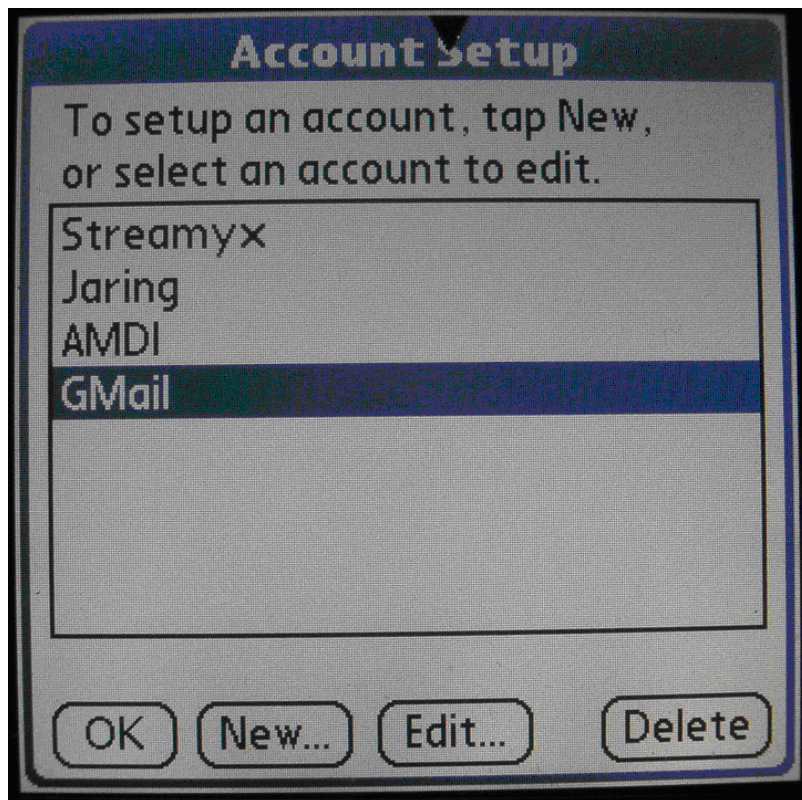 Account Setup
To setup an account, tap New,
or select an account to edit.
Streamyx
Jaring
AMDI
GMail
OK New... Edit... Delete